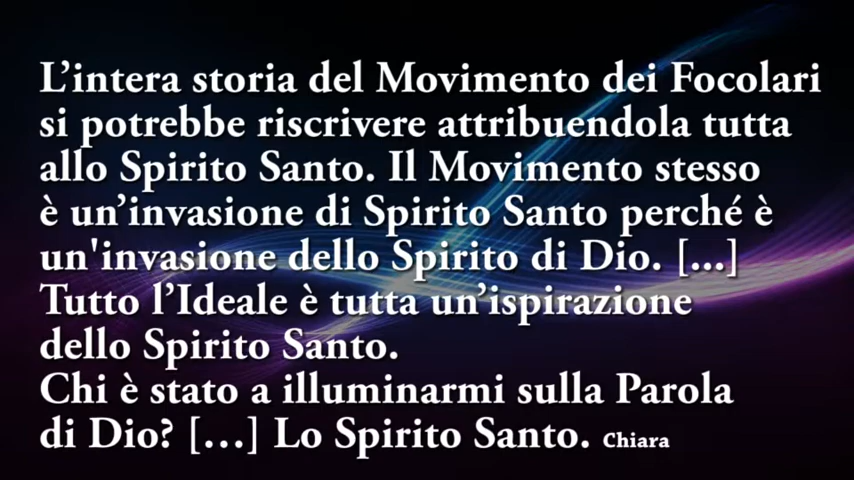 L’intera storia del Movimento dei Focolari
si potrebbe riscrivere attribuendola tutta
allo Spirito Santo. Il Movimento stesso
è un’invasione di Spirito Santo perché è
un'invasione dello Spirito di Dio. [...]
Tutto l’Ideale è tutta un’ispirazione
dello Spirito Santo.
Chi è stato a illuminarmi sulla Parola
di Dio? [...] Lo Spirito Santo. Chiara